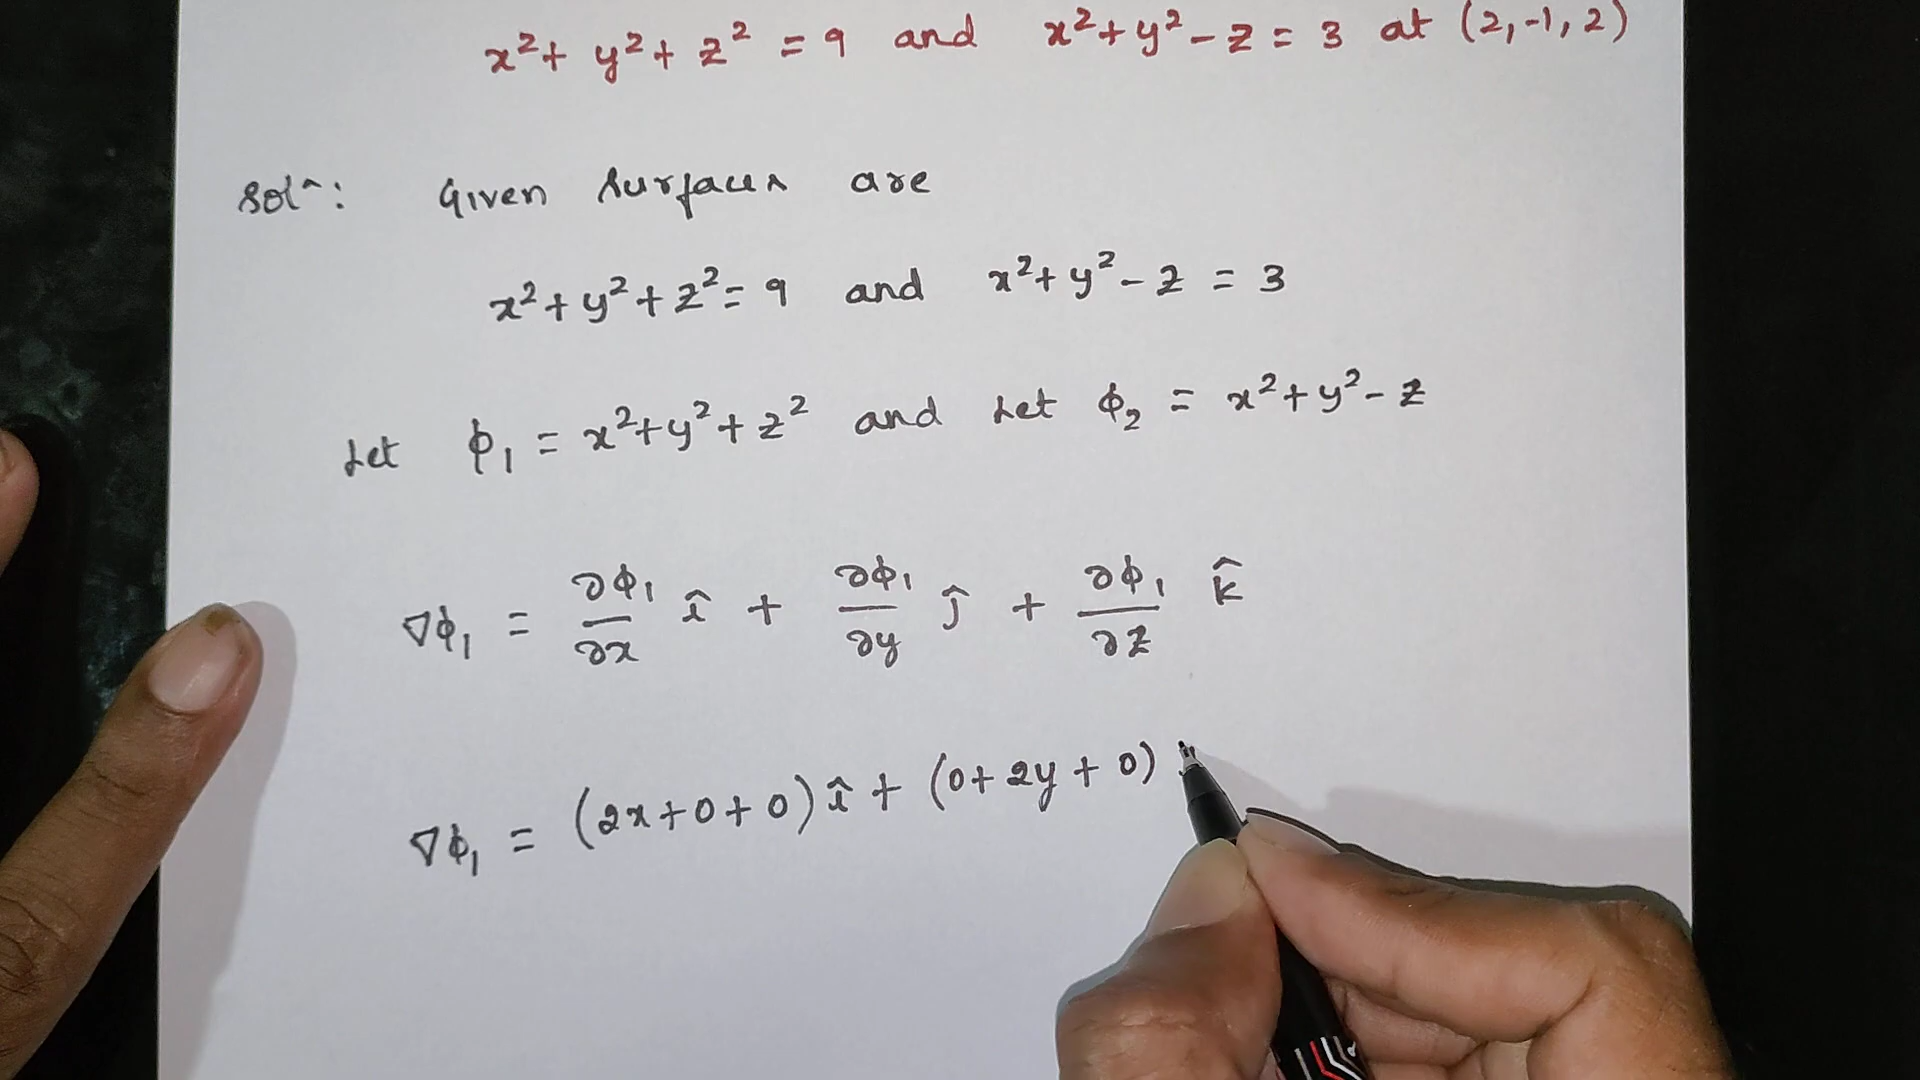 x²+ y²+ z² = 9 and x²+y²-z = 3 at (2,-1,2)
Solⁿ: Given surfaces are
x²+y²+z²= 9 and x²+y²-z = 3
Let ϕ₁ = x²+y²+z² and Let ϕ₂ = x²+y²-z
∇ϕ₁ = ∂ϕ₁/∂x î + ∂ϕ₁/∂y ĵ + ∂ϕ₁/∂z k̂
∇ϕ₁ = (2x+0+0) î + (0+2y+0)